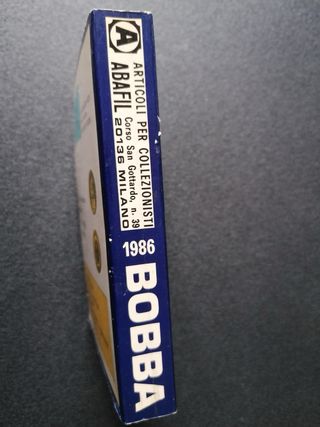 A
ARTICOLI PER COLLEZIONISTI
ABAFIL
Corso San Gottardo, n. 39
20136 MILANO
1986
BOBBA